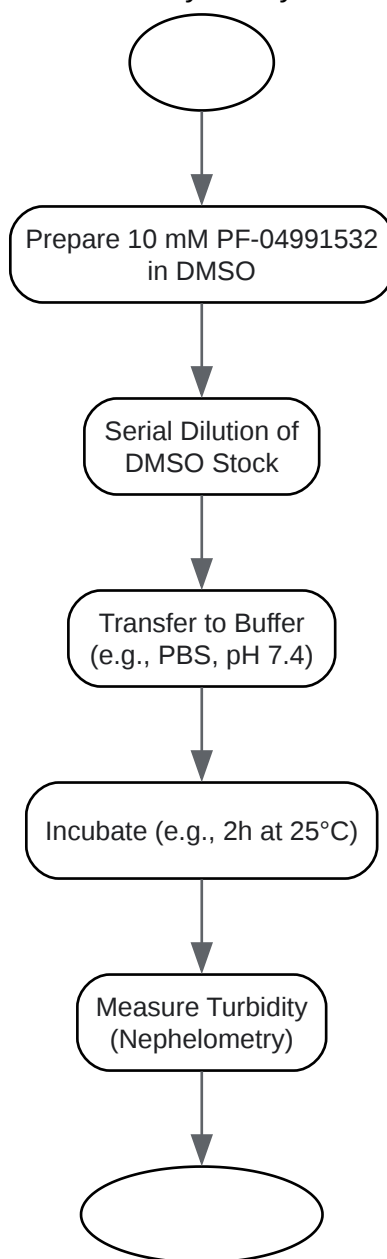 Prepare 10 mM PF-04991532
in DMSO
Serial Dilution of
DMSO Stock
Transfer to Buffer
(e.g., PBS, pH 7.4)
Incubate (e.g., 2h at 25°C)
Measure Turbidity
(Nephelometry)